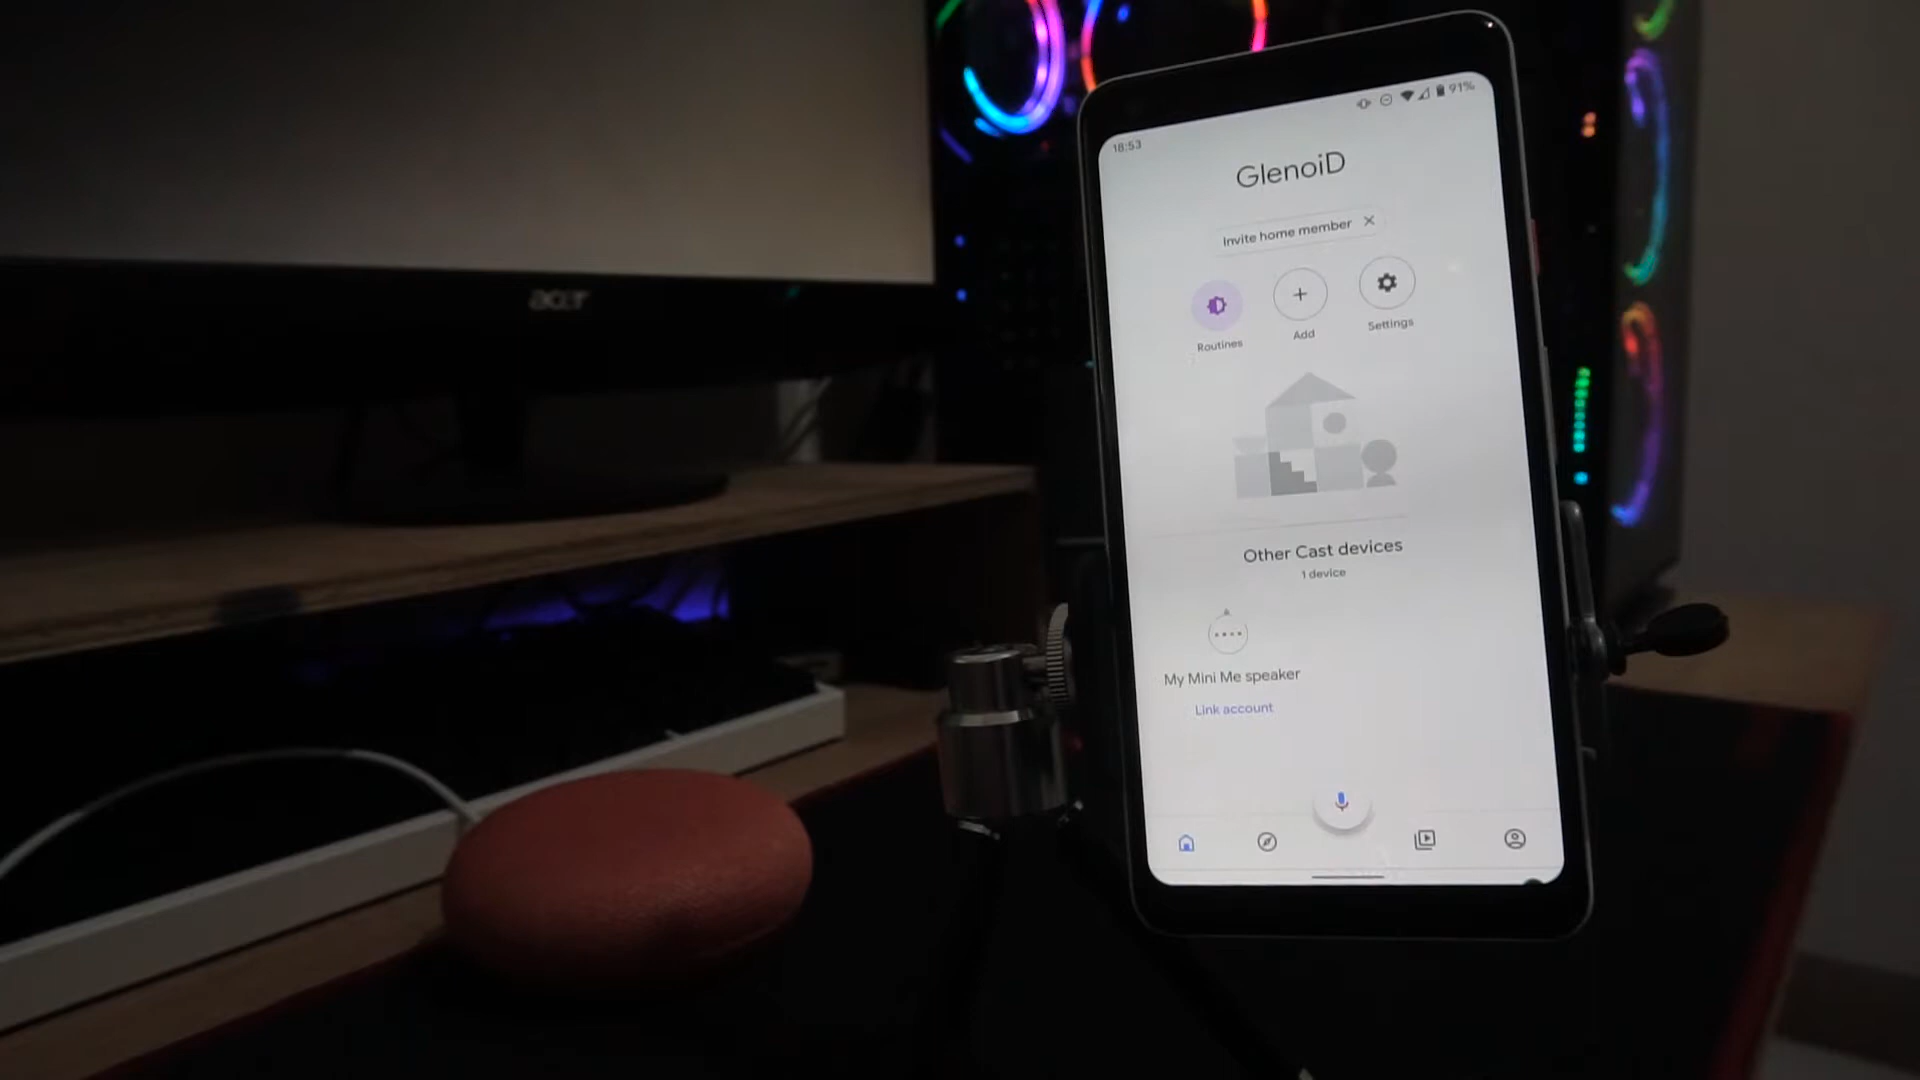 acer
18:53
91%
GlenoiD
Invite home member
Routines
Add
Settings
Other Cast devices
1 device
My Mini Me speaker
Link account